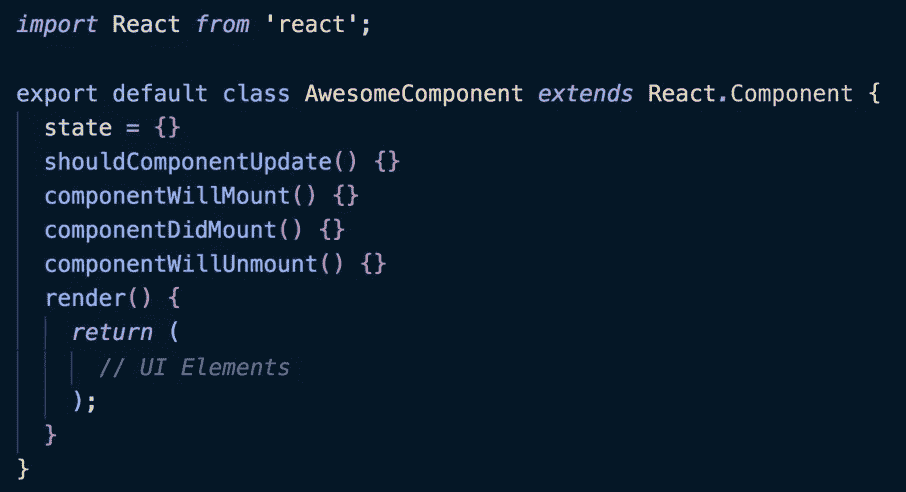 import React from 'react';
export default class AwesomeComponent extends React.Component {
state = {}
shouldComponentUpdate() {}
componentWillMount() {}
componentDidMount() {}
componentWillUnmount() {}
render() {
return (
// UI Elements
);
}
}